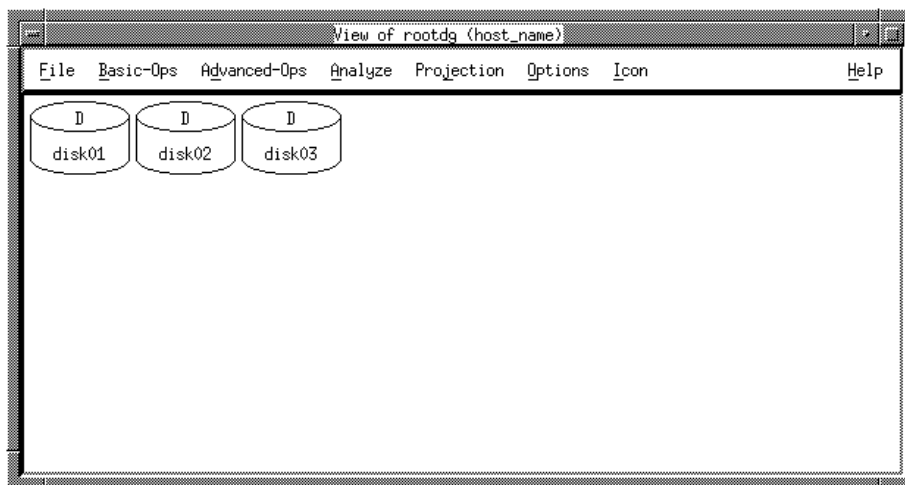 View of rootdg (host_name)
File Basic-Ops Advanced-Ops Analyze Projection Options Icon Help
D D D
disk01 disk02 disk03